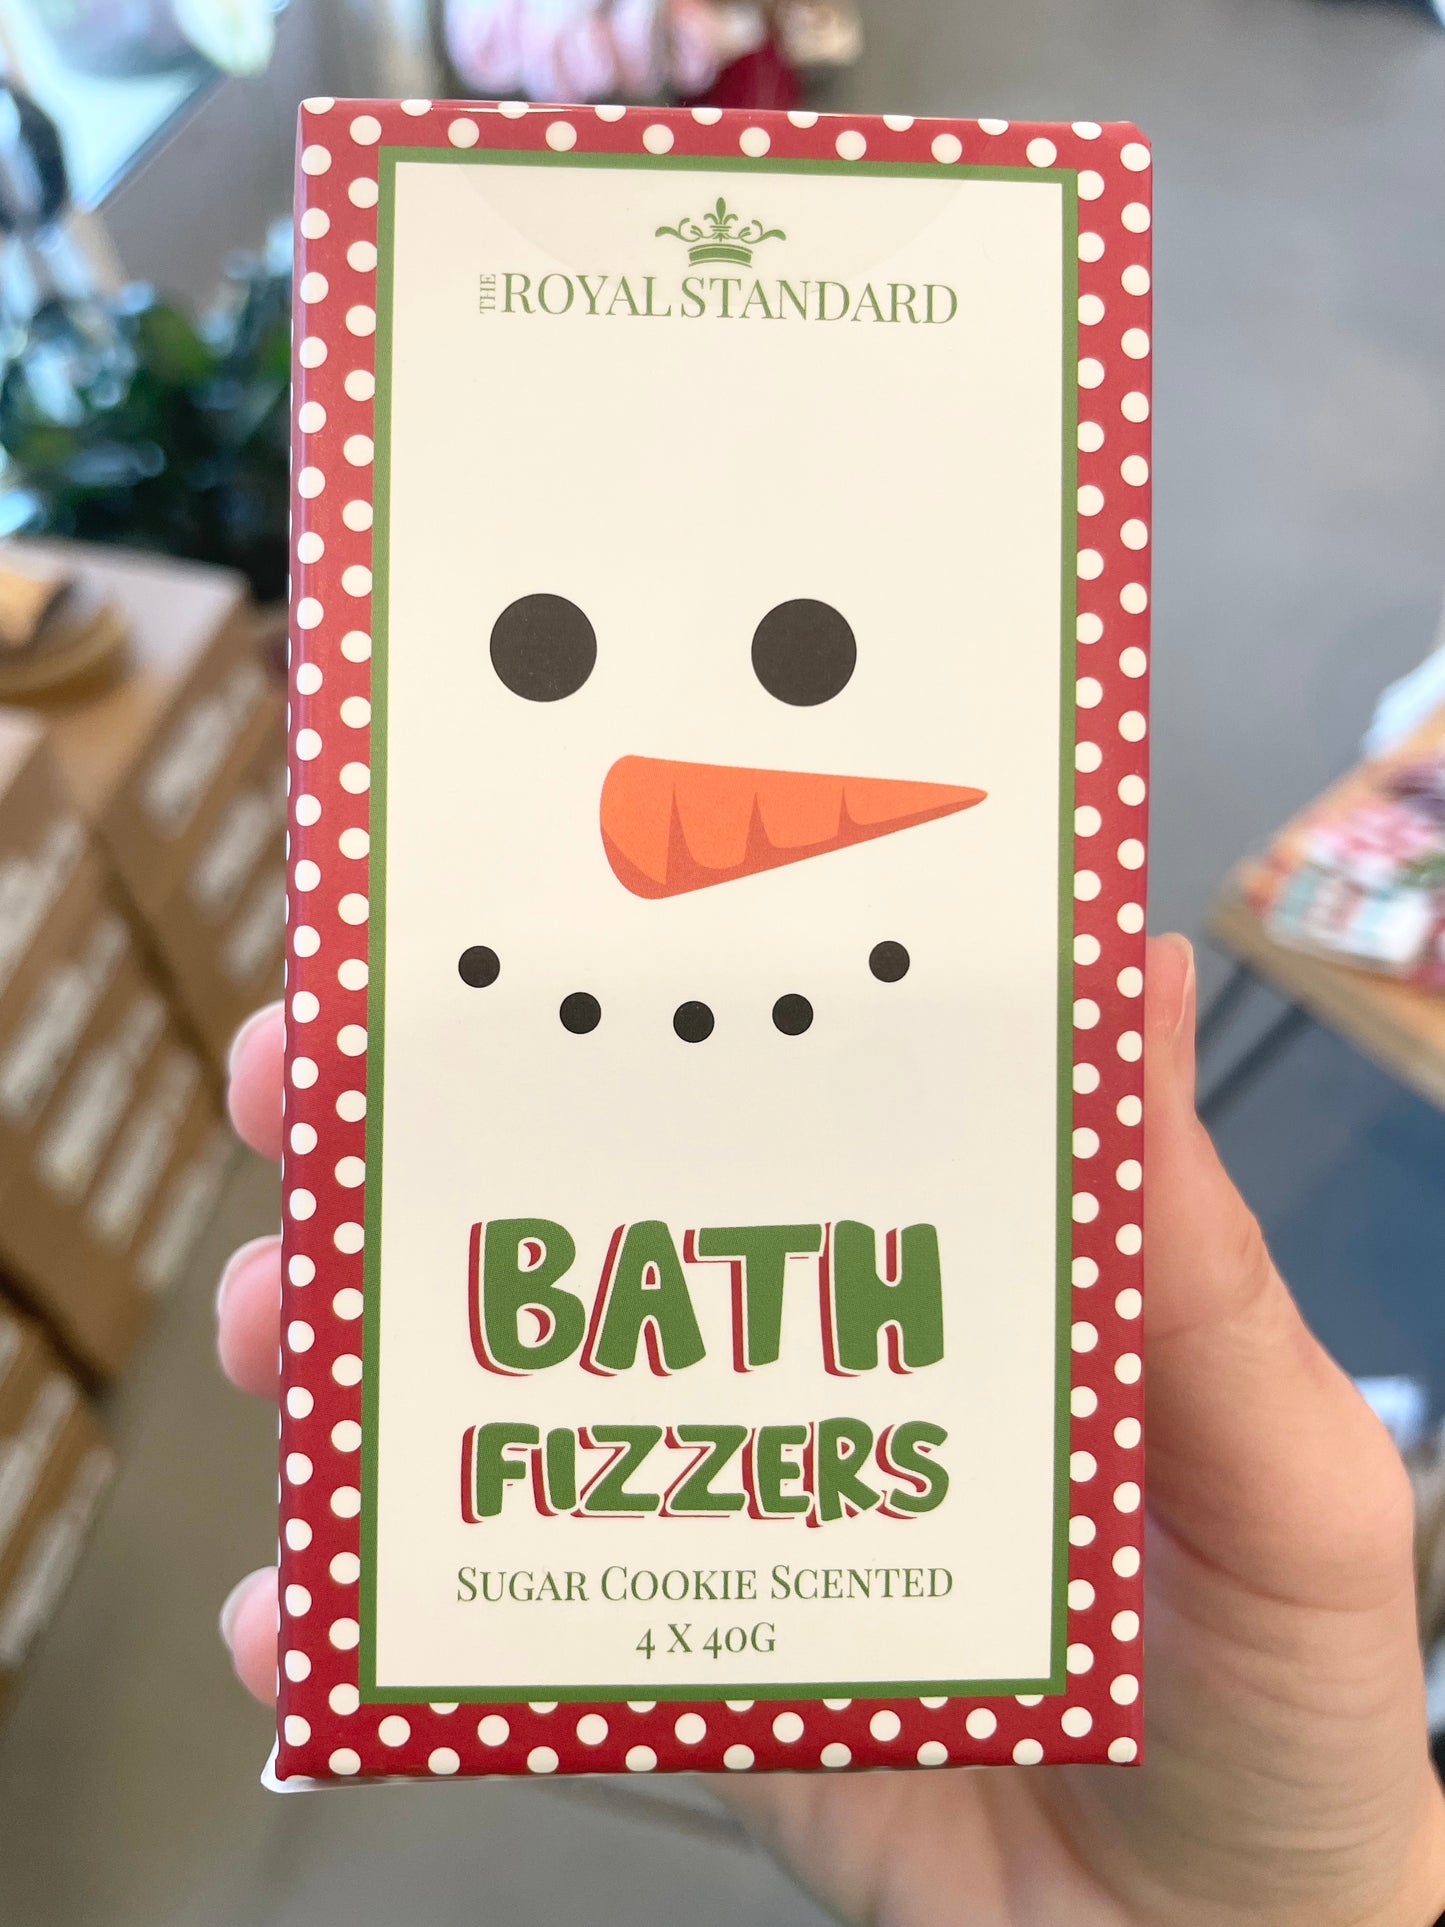 THE ROYAL STANDARD
BATH
FIZZERS
SUGAR COOKIE SCENTED
4 X 40G